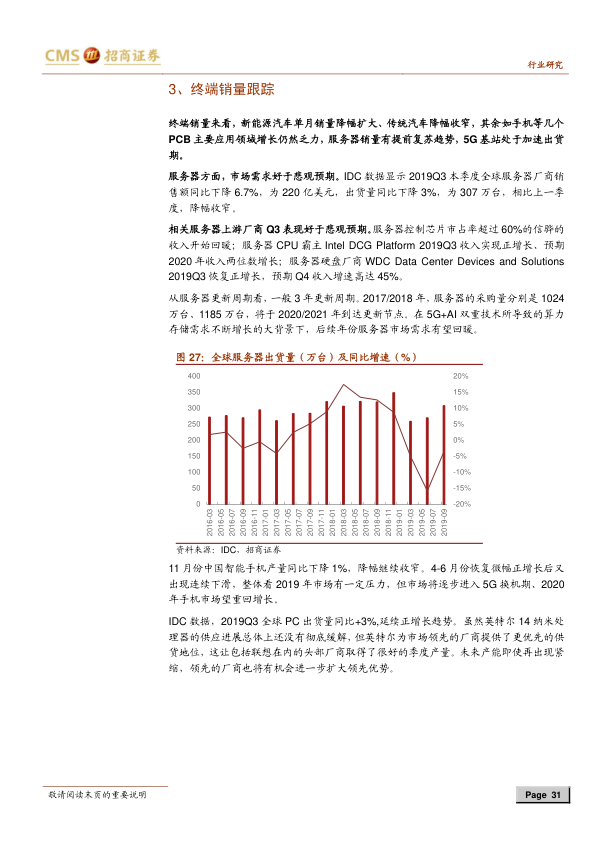 CMS 招商证券
行业研究
3、终端销量跟踪
终端销量来看，新能源汽车单月销量降幅扩大、传统汽车降幅收窄，其余如手机等几个
PCB 主要应用领域增长仍然乏力，服务器销量有提前复苏趋势，5G 基站处于加速出货
期。
服务器方面，市场需求好于悲观预期。IDC 数据显示 2019Q3 本季度全球服务器厂商销
售额同比下降 6.7%，为 220 亿美元，出货量同比下降 3%，为 307 万台，相比上一季
度，降幅收窄。
相关服务器上游厂商 Q3 表现好于悲观预期。服务器控制芯片市占率超过 60%的信骅的
收入开始回暖；服务器 CPU 霸主 Intel DCG Platform 2019Q3 收入实现正增长、预期
2020 年收入两位数增长；服务器硬盘厂商 WDC Data Center Devices and Solutions
2019Q3 恢复正增长，预期 Q4 收入增速高达 45%。
从服务器更新周期看，一般 3 年更新周期。2017/2018 年，服务器的采购量分别是 1024
万台、1185 万台，将于 2020/2021 年到达更新节点。在 5G+AI 双重技术所导致的算力
存储需求不断增长的大背景下，后续年份服务器市场需求有望回暖。
图 27：全球服务器出货量（万台）及同比增速（%）
400
350
300
250
200
150
100
50
0
20%
15%
10%
5%
0%
-5%
-10%
-15%
-20%
2016-03
2016-05
2016-07
2016-09
2016-11
2017-01
2017-03
2017-05
2017-07
2017-09
2017-11
2018-01
2018-03
2018-05
2018-07
2018-09
2018-11
2019-01
2019-03
2019-05
2019-07
2019-09
资料来源：IDC，招商证券
11 月份中国智能手机产量同比下降 1%，降幅继续收窄。4-6 月份恢复微幅正增长后又
出现连续下滑，整体看 2019 年市场有一定压力，但市场将逐步进入 5G 换机期、2020
年手机市场望重回增长。
IDC 数据，2019Q3 全球 PC 出货量同比+3%,延续正增长趋势。虽然英特尔 14 纳米处
理器的供应进展总体上还没有彻底缓解，但英特尔为市场领先的厂商提供了更优先的供
货地位，这让包括联想在内的头部厂商取得了很好的季度产量。未来产能即使再出现紧
缩，领先的厂商也将有机会进一步扩大领先优势。
敬请阅读末页的重要说明
Page 31